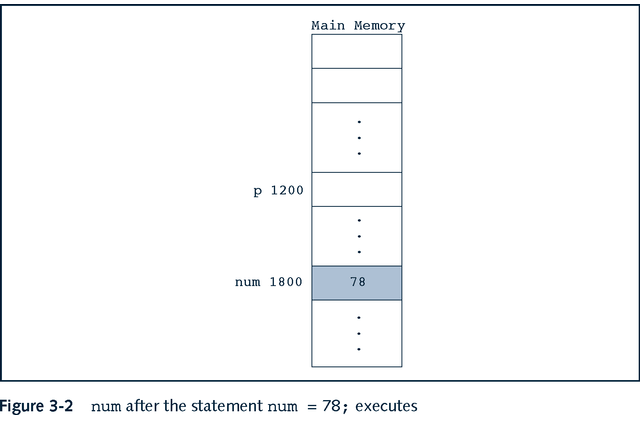 Main Memory
p 1200
num 1800
78
Figure 3-2 num after the statement num = 78; executes